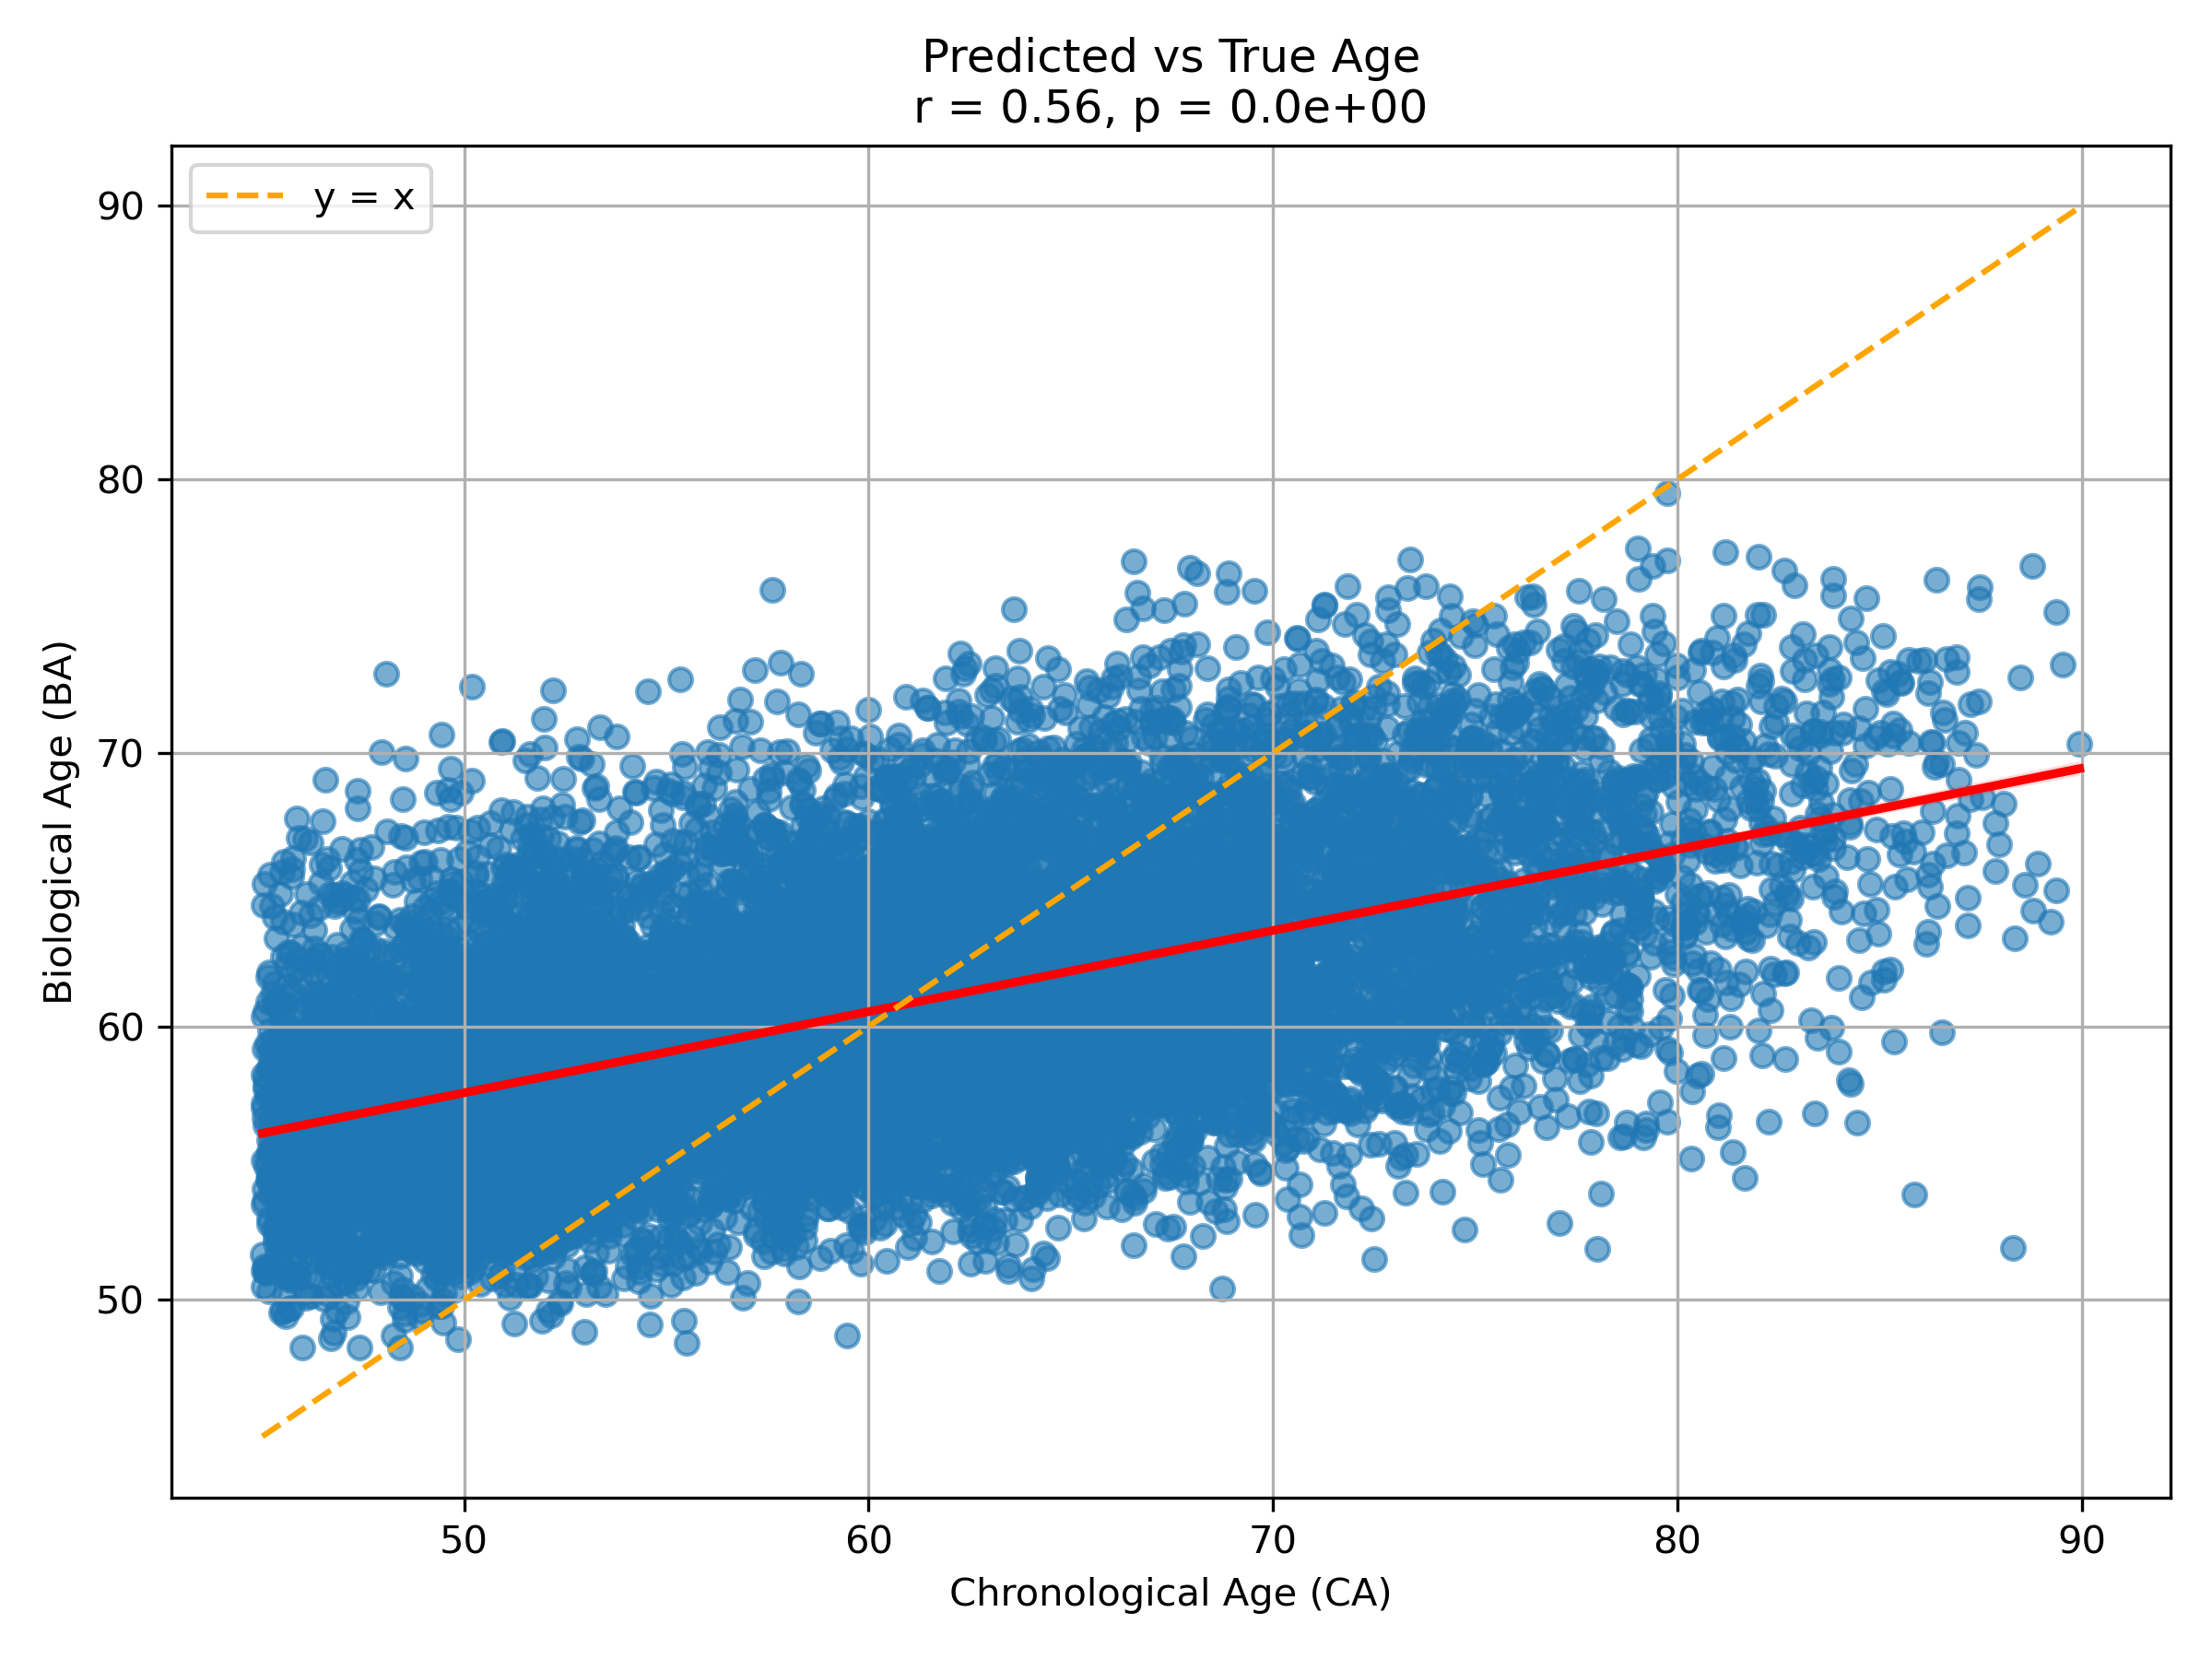 Predicted vs True Age
r = 0.56, p = 0.0e+00
y = x
90
80
70
60
50
Biological Age (BA)
50 60 70 80 90
Chronological Age (CA)